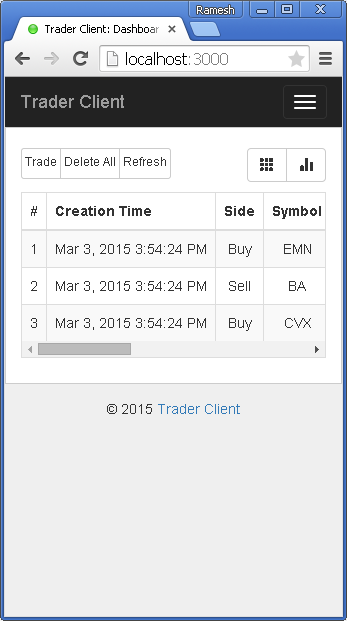 Ramesh
Trader Client: Dashboar
localhost:3000
Trader Client
Trade Delete All Refresh
# Creation Time Side Symbol
1 Mar 3, 2015 3:54:24 PM Buy EMN
2 Mar 3, 2015 3:54:24 PM Sell BA
3 Mar 3, 2015 3:54:24 PM Buy CVX
© 2015 Trader Client